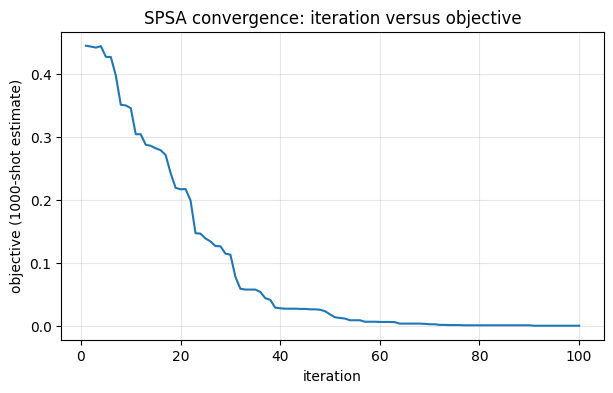 SPSA convergence: iteration versus objective
objective (1000-shot estimate)
0.4
0.3
0.2
0.1
0.0
0 20 40 60 80 100
iteration